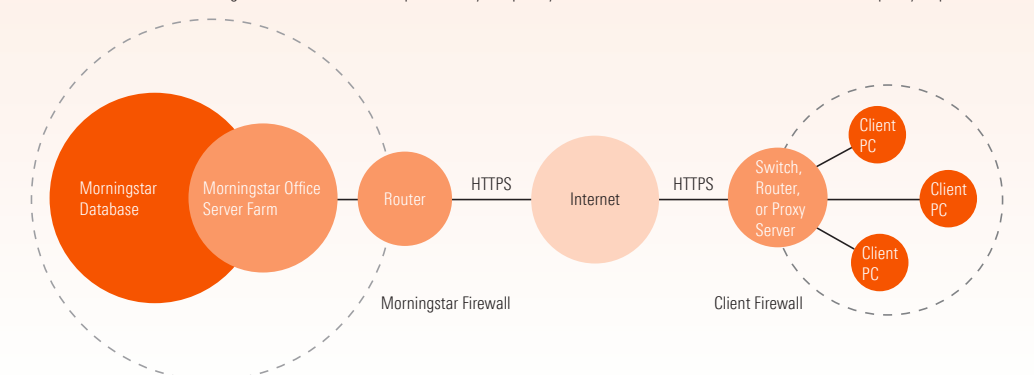 Morningstar
Database
Morningstar Office
Server Farm
Router
HTTPS
Internet
HTTPS
Switch,
Router,
or Proxy
Server
Client
PC
Client
PC
Client
PC
Morningstar Firewall
Client Firewall